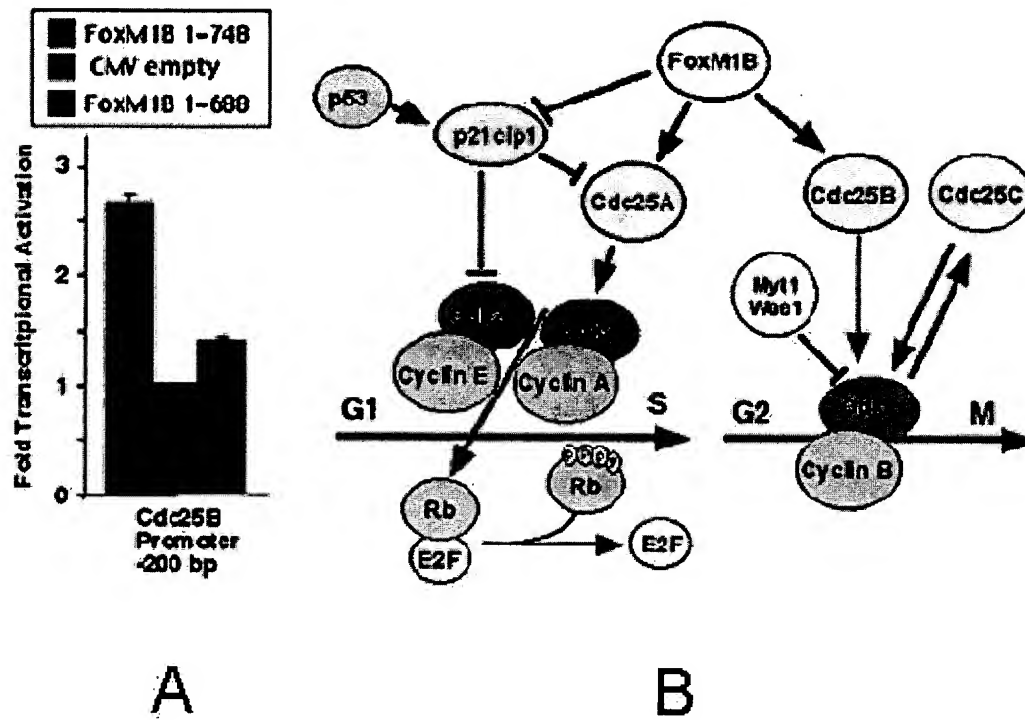 FoxM1B 1-748
CMV empty
FoxM1B 1-688
Fold Transcritpional Activation
3
2
1
0
Cdc25B
Promoter
-200 bp
A
FoxM1B
p53
p21cip1
Cdc25A
Cdc25B
Cdc25C
Myt1
Wee1
Cyclin E
Cyclin A
G1
S
G2
M
Cyclin B
Rb
E2F
Rb
E2F
B